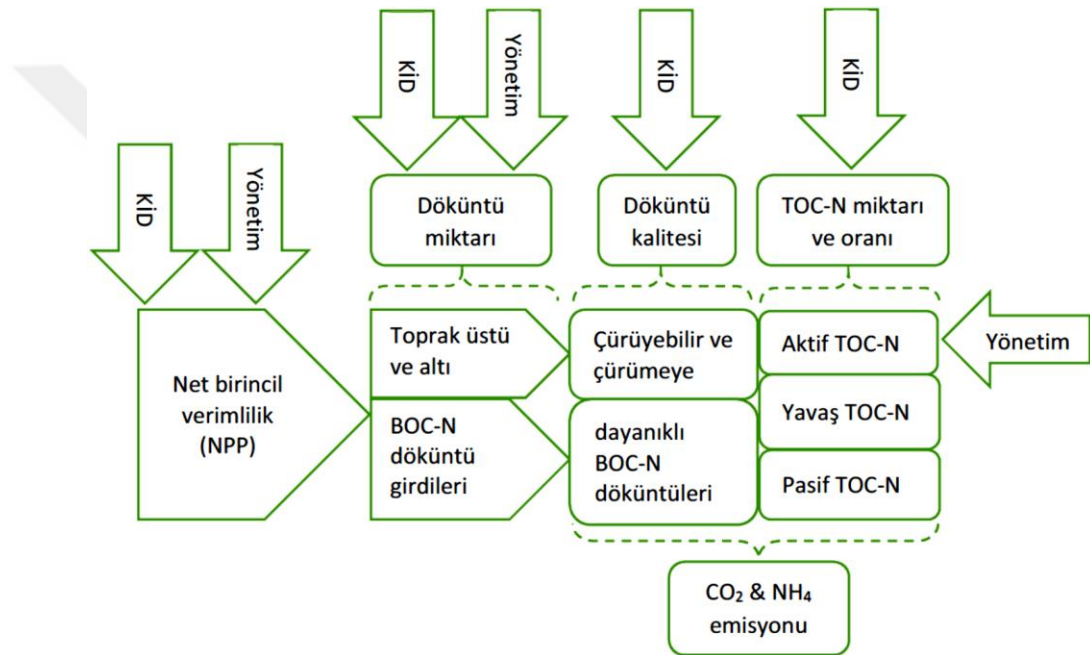 KİD
Yönetim
KİD
Yönetim
KİD
KİD
Döküntü
miktarı
Döküntü
kalitesi
TOC-N miktarı
ve oranı
Net birincil
verimlilik
(NPP)
Toprak üstü
ve altı
BOC-N
döküntü
girdileri
Çürüyebilir ve
çürümeye
dayanıklı
BOC-N
döküntüleri
Aktif TOC-N
Yavaş TOC-N
Pasif TOC-N
Yönetim
CO₂ & NH₄
emisyonu